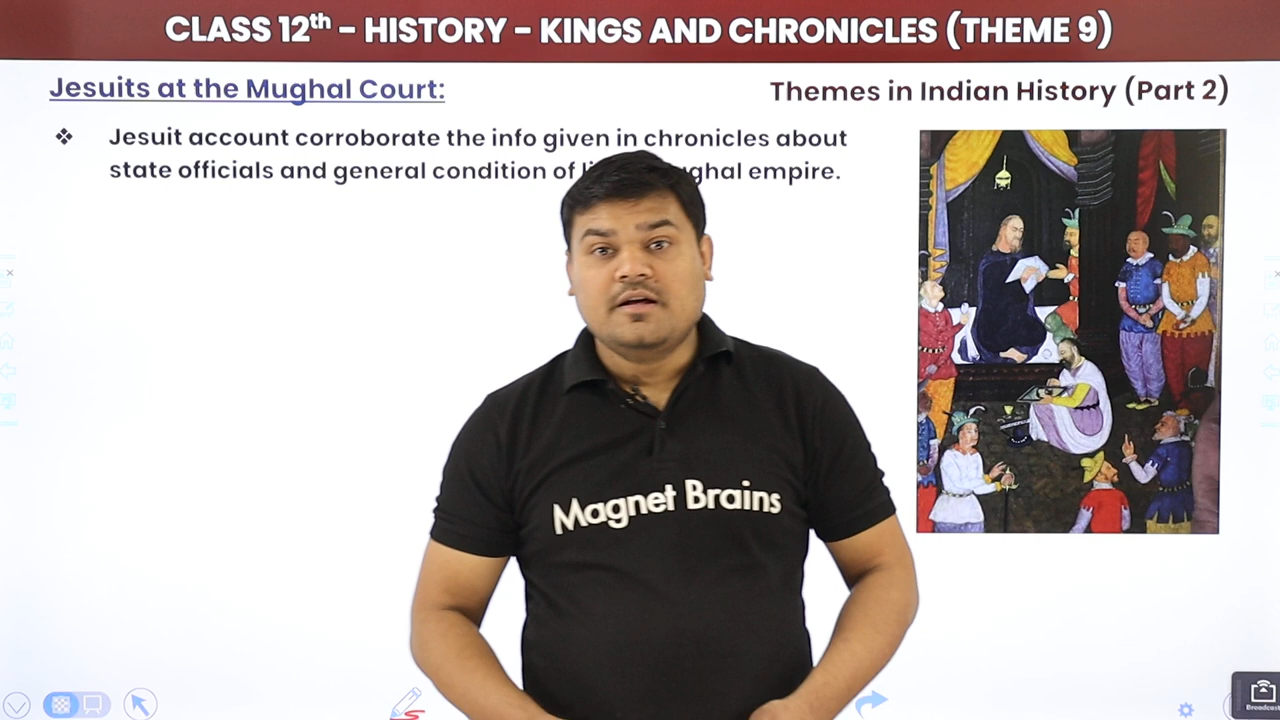 CLASS 12th - HISTORY - KINGS AND CHRONICLES (THEME 9)
Jesuits at the Mughal Court:
Themes in Indian History (Part 2)
❖ Jesuit account corroborate the info given in chronicles about
state officials and general condition of empire.
Magnet Brains
Broadcast